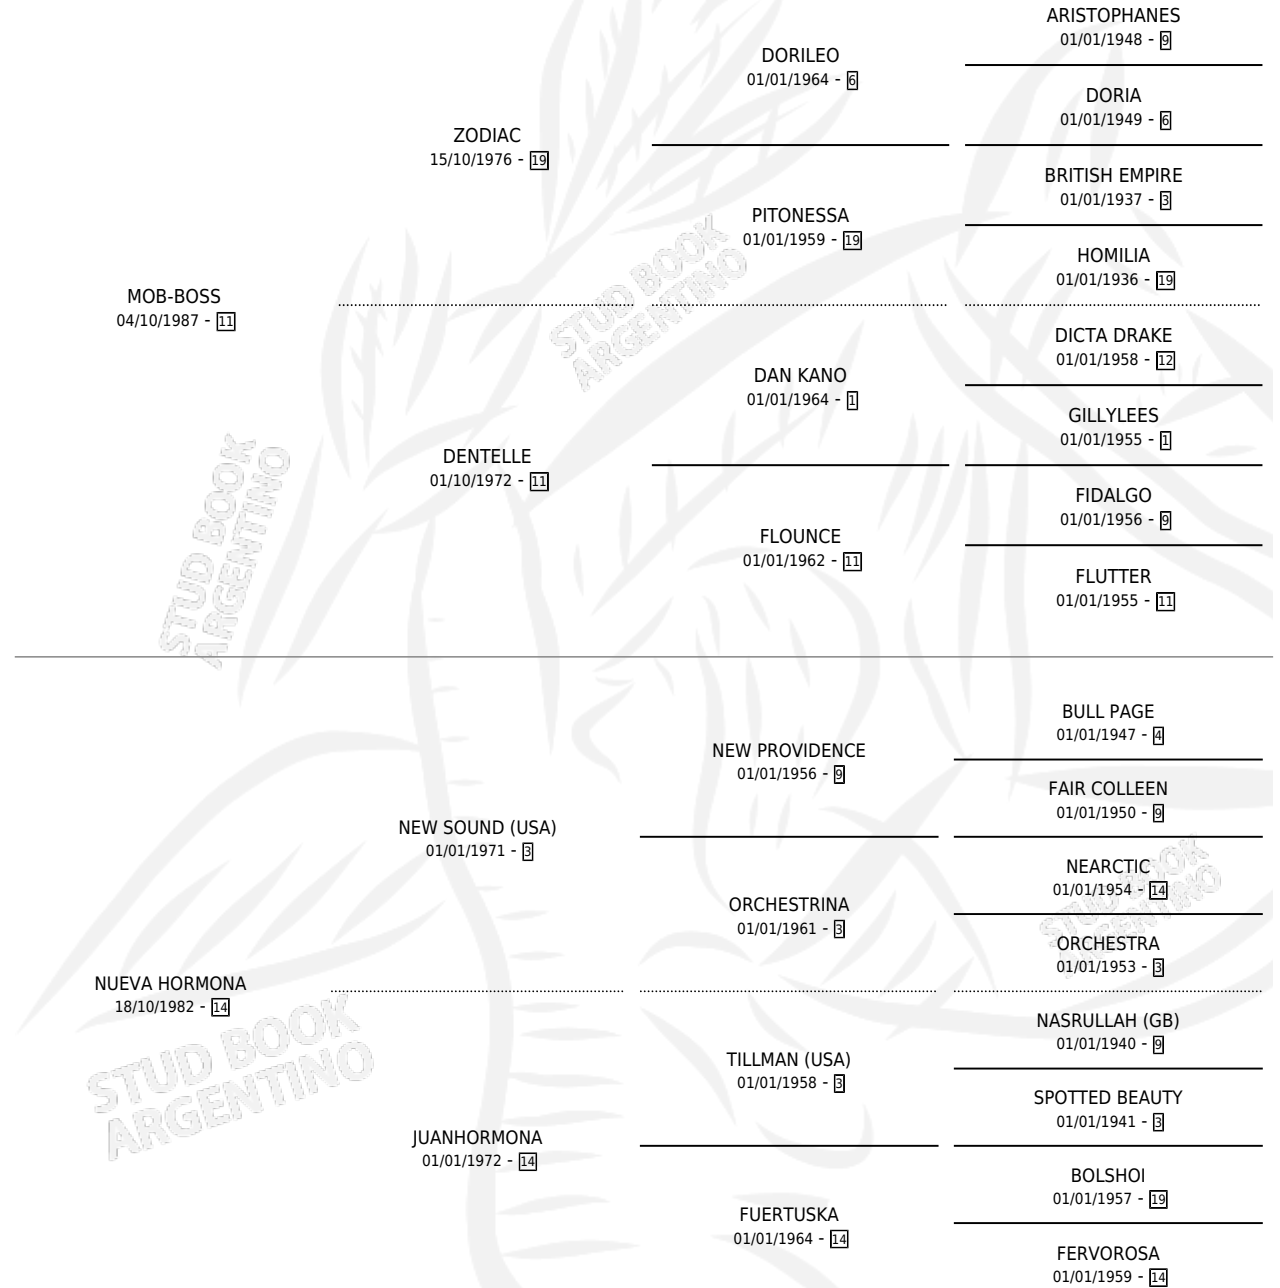 ARISTOPHANES
01/01/1948 - 9
DORILEO
01/01/1964 - 6
DORIA
01/01/1949 - 6
ZODIAC
15/10/1976 - 19
BRITISH EMPIRE
01/01/1937 - 3
PITONESSA
01/01/1959 - 19
HOMILIA
01/01/1936 - 19
MOB-BOSS
04/10/1987 - 11
STUD BOOK
ARGENTINO
DICTA DRAKE
01/01/1958 - 12
DAN KANO
01/01/1964 - 1
GILLYLEES
01/01/1955 - 1
DENTELLE
01/10/1972 - 11
FIDALGO
01/01/1956 - 9
FLOUNCE
01/01/1962 - 11
FLUTTER
01/01/1955 - 11
STUD BOOK
ARGENTINO
BULL PAGE
01/01/1947 - 4
NEW PROVIDENCE
01/01/1956 - 9
FAIR COLLEEN
01/01/1950 - 9
NEW SOUND (USA)
01/01/1971 - 3
NEARCTIC
01/01/1954 - 14
ORCHESTRINA
01/01/1961 - 3
STUD BOOK
ARGENTINO
ORCHESTRA
01/01/1953 - 3
NUEVA HORMONA
18/10/1982 - 14
NASRULLAH (GB)
01/01/1940 - 9
TILLMAN (USA)
01/01/1958 - 3
SPOTTED BEAUTY
01/01/1941 - 3
STUD BOOK
ARGENTINO
JUANHORMONA
01/01/1972 - 14
BOLSHOI
01/01/1957 - 19
FUERTUSKA
01/01/1964 - 14
FERVOROSA
01/01/1959 - 14